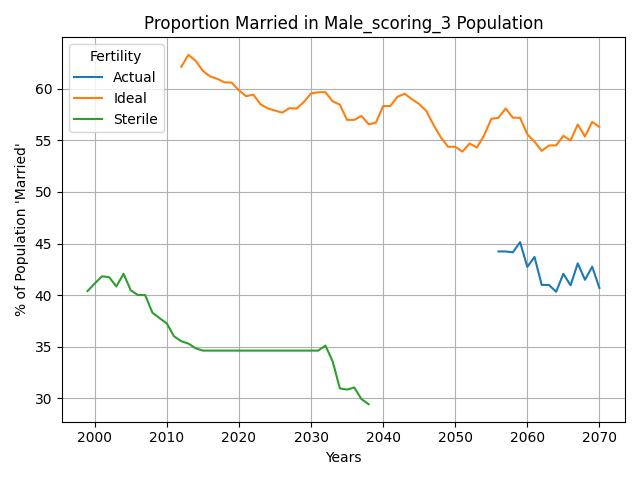 Proportion Married in Male_scoring_3 Population
Fertility
Actual
Ideal
Sterile
% of Population 'Married'
60
55
50
45
40
35
30
2000 2010 2020 2030 2040 2050 2060 2070
Years